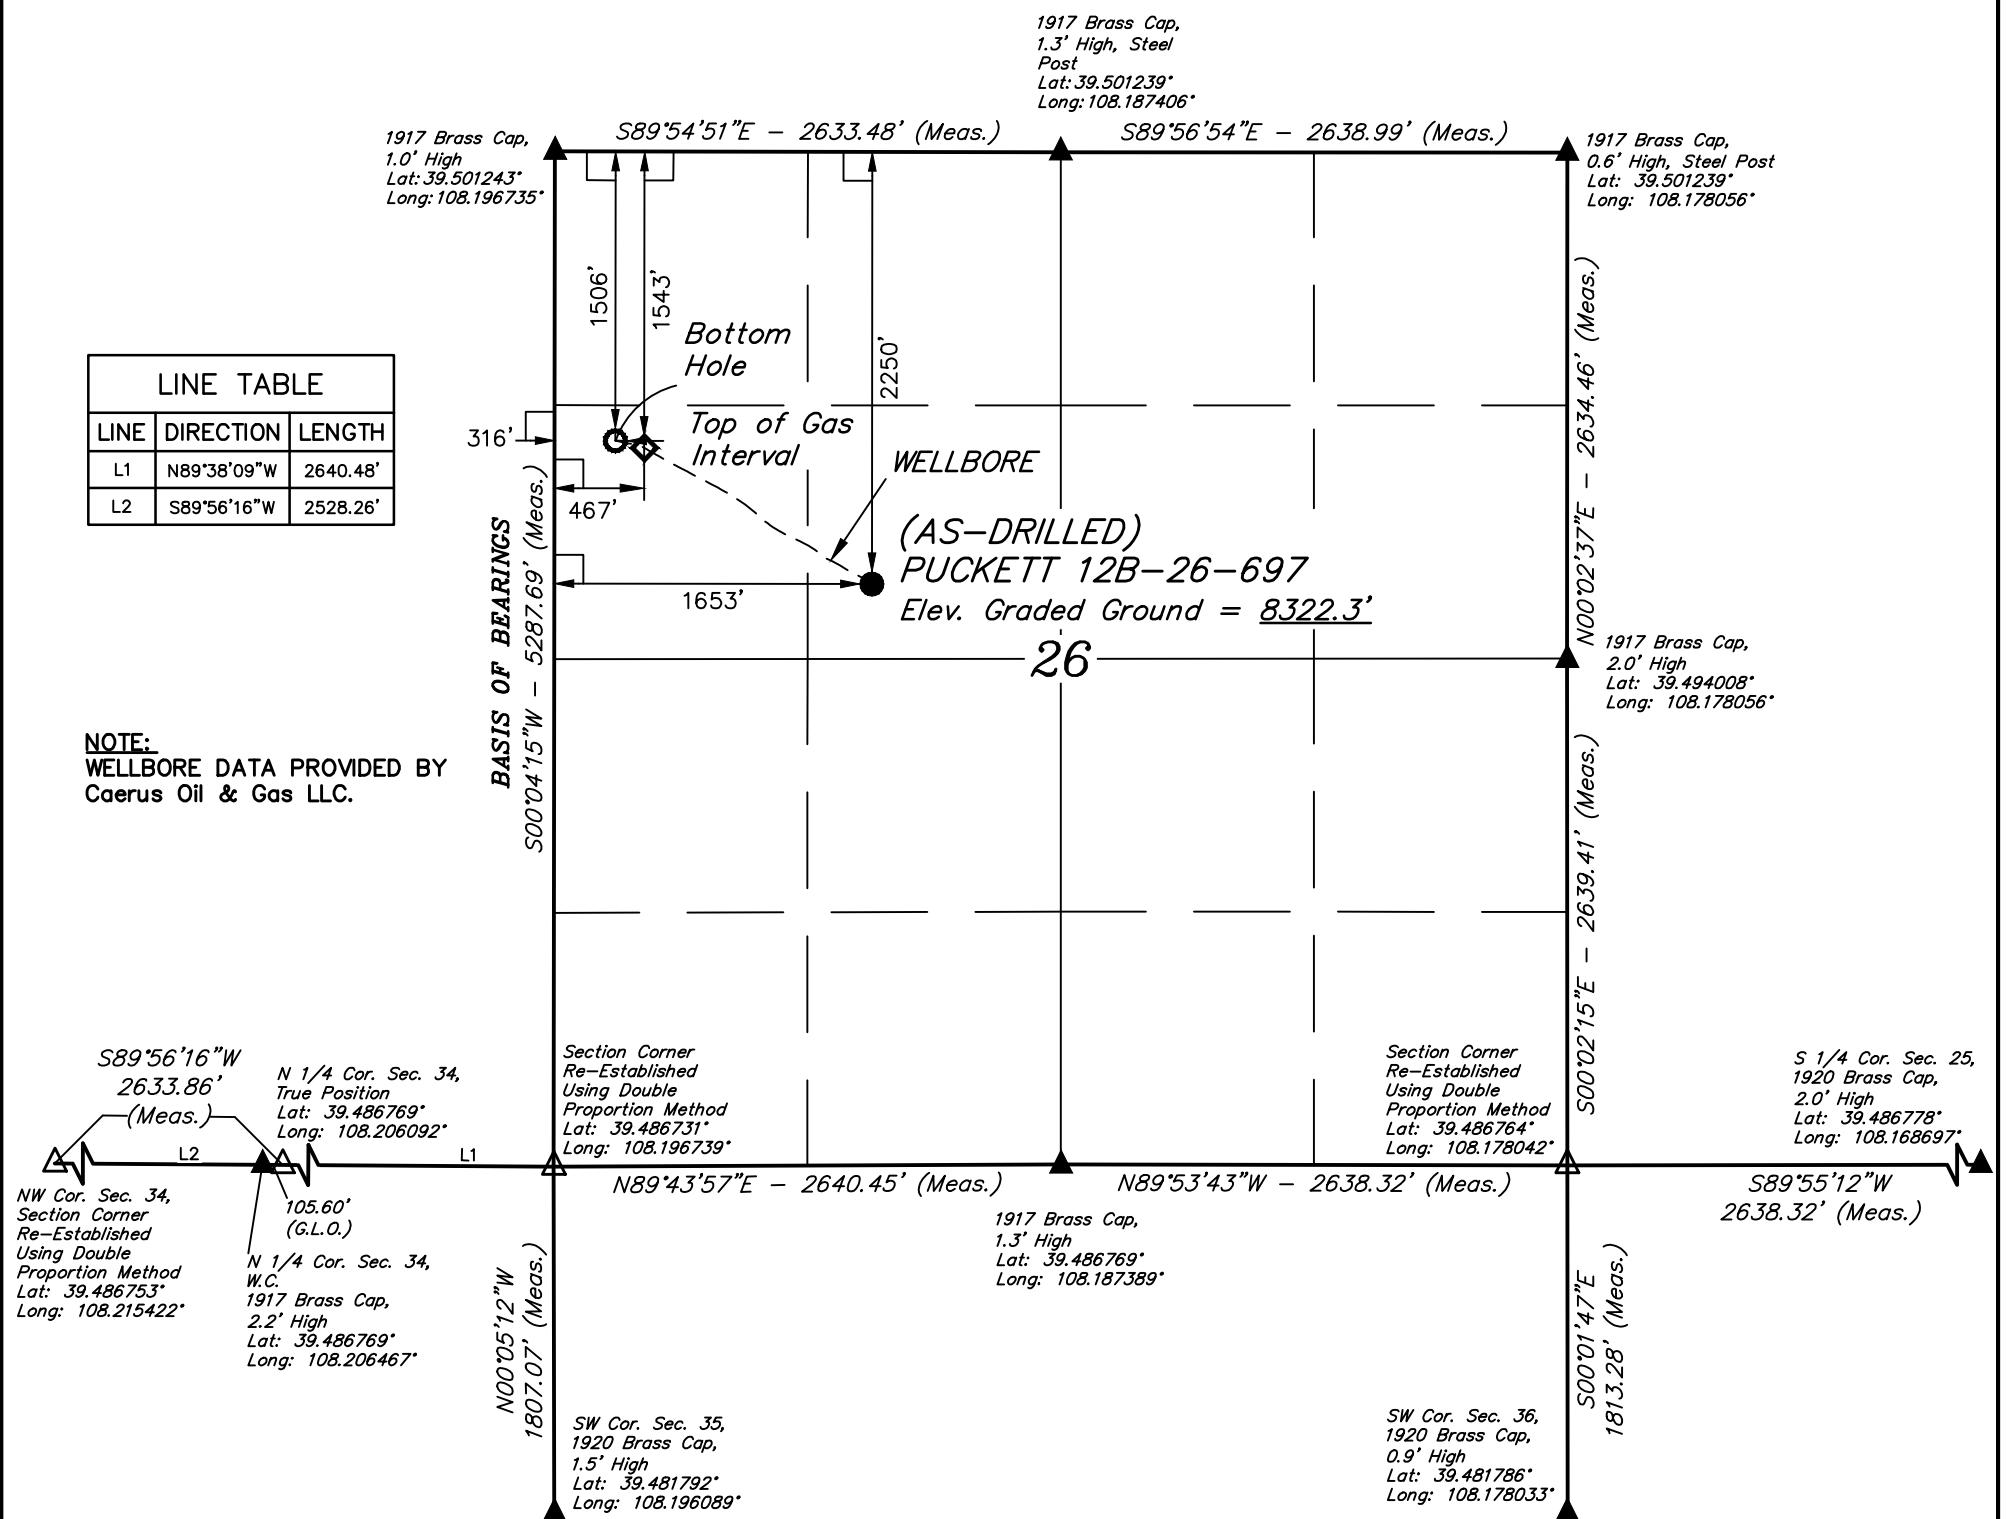 1917 Brass Cap,
1.3' High, Steel
Post
Lat: 39.501239°
Long: 108.187406°
1917 Brass Cap,
1.0' High
Lat: 39.501243°
Long: 108.196735°
S89°54'51"E - 2633.48' (Meas.)
S89°56'54"E - 2638.99' (Meas.)
1917 Brass Cap,
0.6' High, Steel Post
Lat: 39.501239°
Long: 108.178056°
1506'
1543'
2250'
Bottom
Hole
Top of Gas
Interval
WELLBORE
316'
467'
1653'
(AS-DRILLED)
PUCKETT 12B-26-697
Elev. Graded Ground = 8322.3'
26
LINE TABLE
LINE DIRECTION LENGTH
L1 N89°38'09"W 2640.48'
L2 S89°56'16"W 2528.26'
BASIS OF BEARINGS
S00°04'15"W - 5287.69' (Meas.)
N00°02'37"E - 2634.46' (Meas.)
1917 Brass Cap,
2.0' High
Lat: 39.494008°
Long: 108.178056°
NOTE:
WELLBORE DATA PROVIDED BY
Caerus Oil & Gas LLC.
S00°02'15"E - 2639.41' (Meas.)
S89°56'16"W
2633.86'
(Meas.)
N 1/4 Cor. Sec. 34,
True Position
Lat: 39.486769°
Long: 108.206092°
L2
L1
Section Corner
Re-Established
Using Double
Proportion Method
Lat: 39.486731°
Long: 108.196739°
Section Corner
Re-Established
Using Double
Proportion Method
Lat: 39.486764°
Long: 108.178042°
S 1/4 Cor. Sec. 25,
1920 Brass Cap,
2.0' High
Lat: 39.486778°
Long: 108.168697°
NW Cor. Sec. 34,
Section Corner
Re-Established
Using Double
Proportion Method
Lat: 39.486753°
Long: 108.215422°
105.60'
(G.L.O.)
N 1/4 Cor. Sec. 34,
W.C.
1917 Brass Cap,
2.2' High
Lat: 39.486769°
Long: 108.206467°
N89°43'57"E - 2640.45' (Meas.)
N89°53'43"W - 2638.32' (Meas.)
S89°55'12"W
2638.32' (Meas.)
1917 Brass Cap,
1.3' High
Lat: 39.486769°
Long: 108.187389°
N00°05'12"W
1807.07' (Meas.)
S00°01'47"E
1813.28' (Meas.)
SW Cor. Sec. 35,
1920 Brass Cap,
1.5' High
Lat: 39.481792°
Long: 108.196089°
SW Cor. Sec. 36,
1920 Brass Cap,
0.9' High
Lat: 39.481786°
Long: 108.178033°